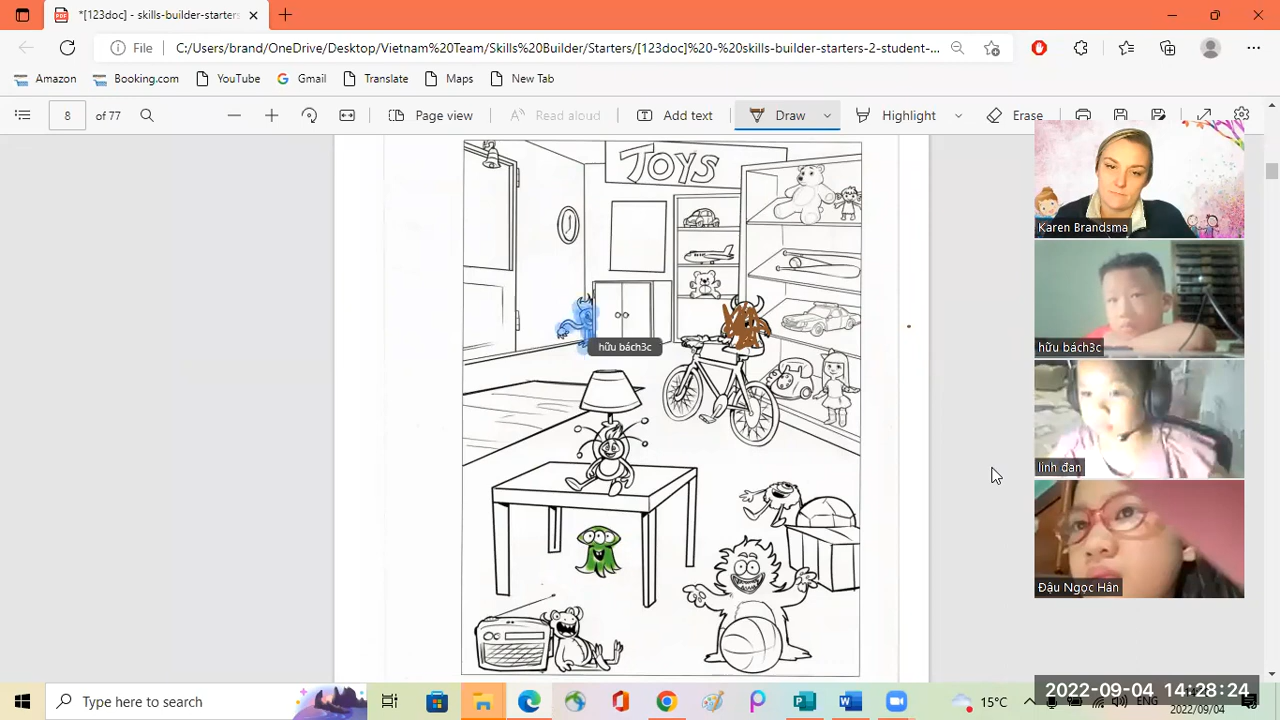 *[123doc] - skills-builder-starters
File
C:/Users/brand/OneDrive/Desktop/Vietnam%20Team/Skills%20Builder/Starters/[123doc]%20-%20skills-builder-starters-2-student-...
Amazon
Booking.com
YouTube
Gmail
Translate
Maps
New Tab
8
of 77
Page view
Read aloud
Add text
Draw
Highlight
Erase
TOYS
Karen Brandsma
hữu bách3c
hữu bách3c
linh đan
Đậu Ngọc Hân
Type here to search
15°C
ENG
2022-09-04 14:28:24
2022/09/04